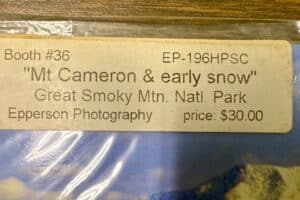 Booth #36 EP-196HPSC
"Mt Cameron & early snow"
Great Smoky Mtn. Natl. Park
Epperson Photography price: $30.00